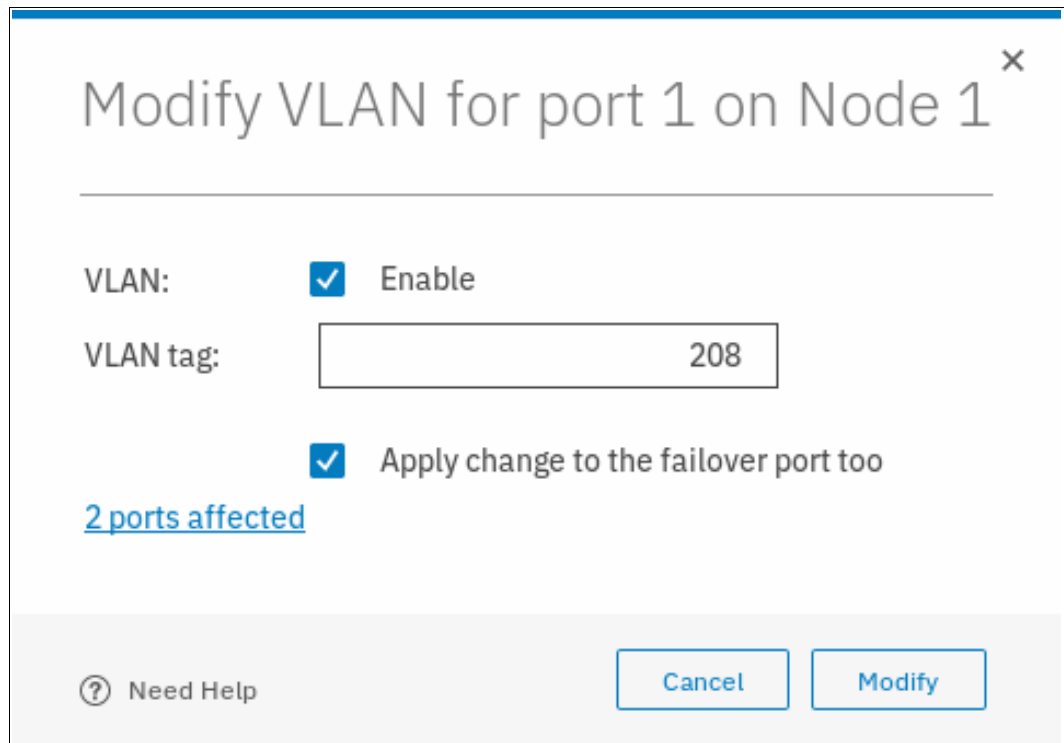 Modify VLAN for port 1 on Node 1
VLAN: Enable
VLAN tag: 208
Apply change to the failover port too
2 ports affected
Need Help Cancel Modify